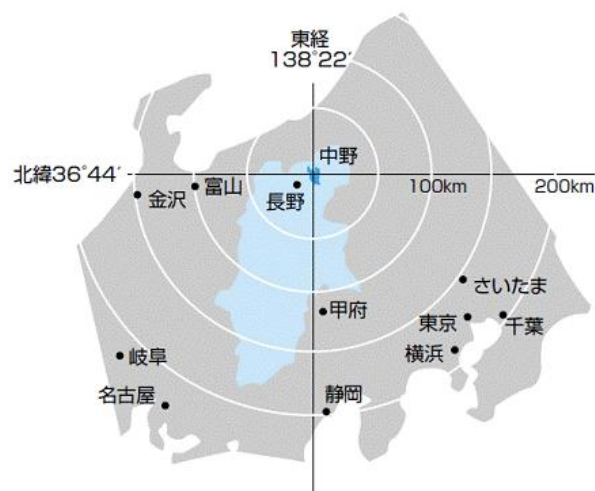 東経
138°22′
中野
北緯36°44′
富山
100km
200km
金沢
長野
さいたま
甲府
東京
千葉
横浜
岐阜
名古屋
静岡